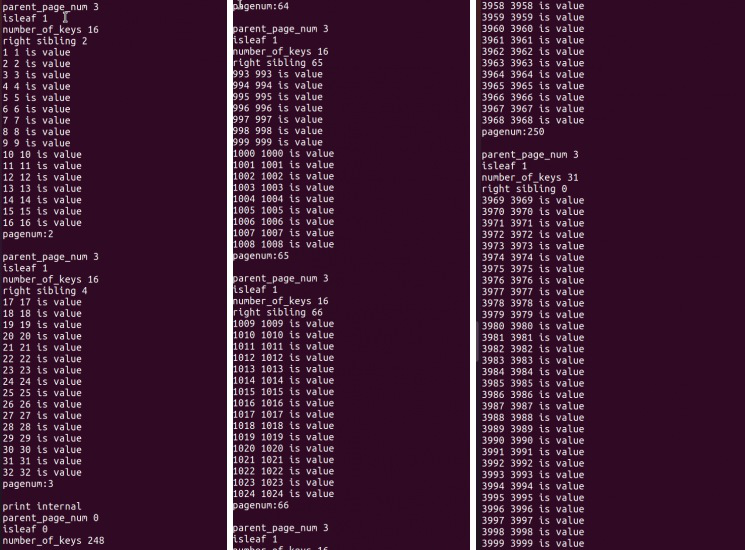 parent_page_num 3
isleaf 1
number_of_keys 16
right sibling 2
1 1 is value
2 2 is value
3 3 is value
4 4 is value
5 5 is value
6 6 is value
7 7 is value
8 8 is value
9 9 is value
10 10 is value
11 11 is value
12 12 is value
13 13 is value
14 14 is value
15 15 is value
16 16 is value
pagenum:2
parent_page_num 3
isleaf 1
number_of_keys 16
right sibling 4
17 17 is value
18 18 is value
19 19 is value
20 20 is value
21 21 is value
22 22 is value
23 23 is value
24 24 is value
25 25 is value
26 26 is value
27 27 is value
28 28 is value
29 29 is value
30 30 is value
31 31 is value
32 32 is value
pagenum:3
print internal
parent_page_num 0
isleaf 0
number_of_keys 248
pagenum:64
parent_page_num 3
isleaf 1
number_of_keys 16
right sibling 65
993 993 is value
994 994 is value
995 995 is value
996 996 is value
997 997 is value
998 998 is value
999 999 is value
1000 1000 is value
1001 1001 is value
1002 1002 is value
1003 1003 is value
1004 1004 is value
1005 1005 is value
1006 1006 is value
1007 1007 is value
1008 1008 is value
pagenum:65
parent_page_num 3
isleaf 1
number_of_keys 16
right sibling 66
1009 1009 is value
1010 1010 is value
1011 1011 is value
1012 1012 is value
1013 1013 is value
1014 1014 is value
1015 1015 is value
1016 1016 is value
1017 1017 is value
1018 1018 is value
1019 1019 is value
1020 1020 is value
1021 1021 is value
1022 1022 is value
1023 1023 is value
1024 1024 is value
pagenum:66
parent_page_num 3
isleaf 1
number_of_keys 16
3958 3958 is value
3959 3959 is value
3960 3960 is value
3961 3961 is value
3962 3962 is value
3963 3963 is value
3964 3964 is value
3965 3965 is value
3966 3966 is value
3967 3967 is value
3968 3968 is value
pagenum:250
parent_page_num 3
isleaf 1
number_of_keys 31
right sibling 0
3969 3969 is value
3970 3970 is value
3971 3971 is value
3972 3972 is value
3973 3973 is value
3974 3974 is value
3975 3975 is value
3976 3976 is value
3977 3977 is value
3978 3978 is value
3979 3979 is value
3980 3980 is value
3981 3981 is value
3982 3982 is value
3983 3983 is value
3984 3984 is value
3985 3985 is value
3986 3986 is value
3987 3987 is value
3988 3988 is value
3989 3989 is value
3990 3990 is value
3991 3991 is value
3992 3992 is value
3993 3993 is value
3994 3994 is value
3995 3995 is value
3996 3996 is value
3997 3997 is value
3998 3998 is value
3999 3999 is value